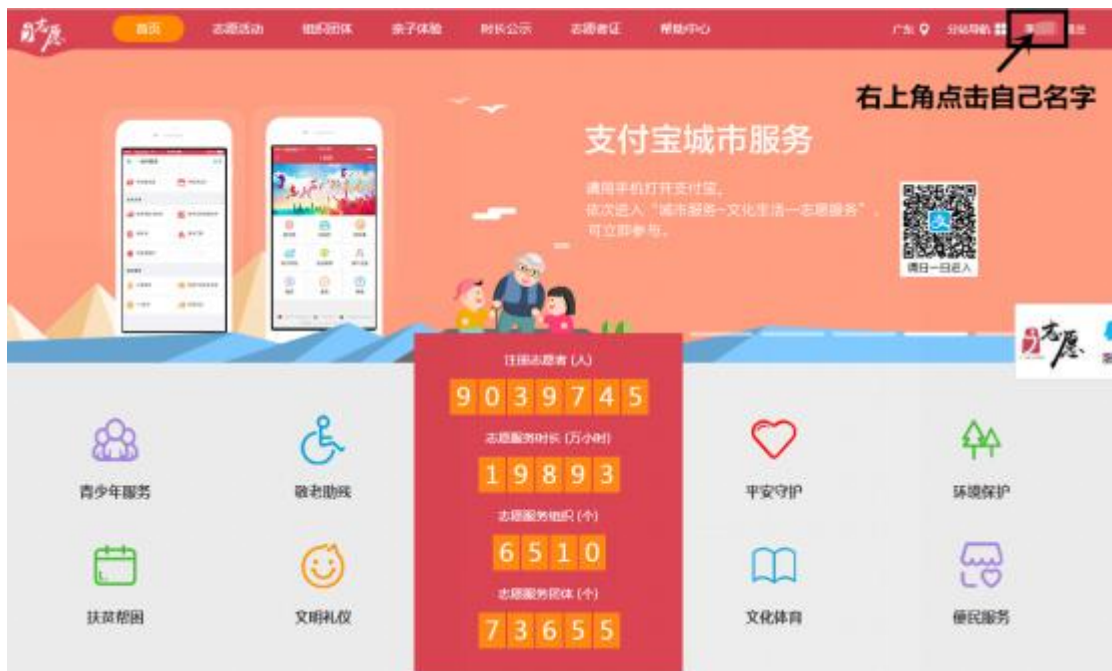 志愿
首页 志愿活动 组织团体 亲子体验 时长公示 志愿者证 帮助中心 广东 分站导航 退出
右上角点击自己名字
支付宝城市服务
请用手机打开支付宝，
依次进入“城市服务-文化生活-志愿服务”，
可立即参与。
请扫一扫进入
志愿
注册志愿者 (人)
9039745
志愿服务时长 (万小时)
19893
志愿服务组织 (个)
6510
志愿服务团体 (个)
73655
青少年服务 敬老助残 平安守护 环境保护
扶贫帮困 文明礼仪 文化体育 便民服务